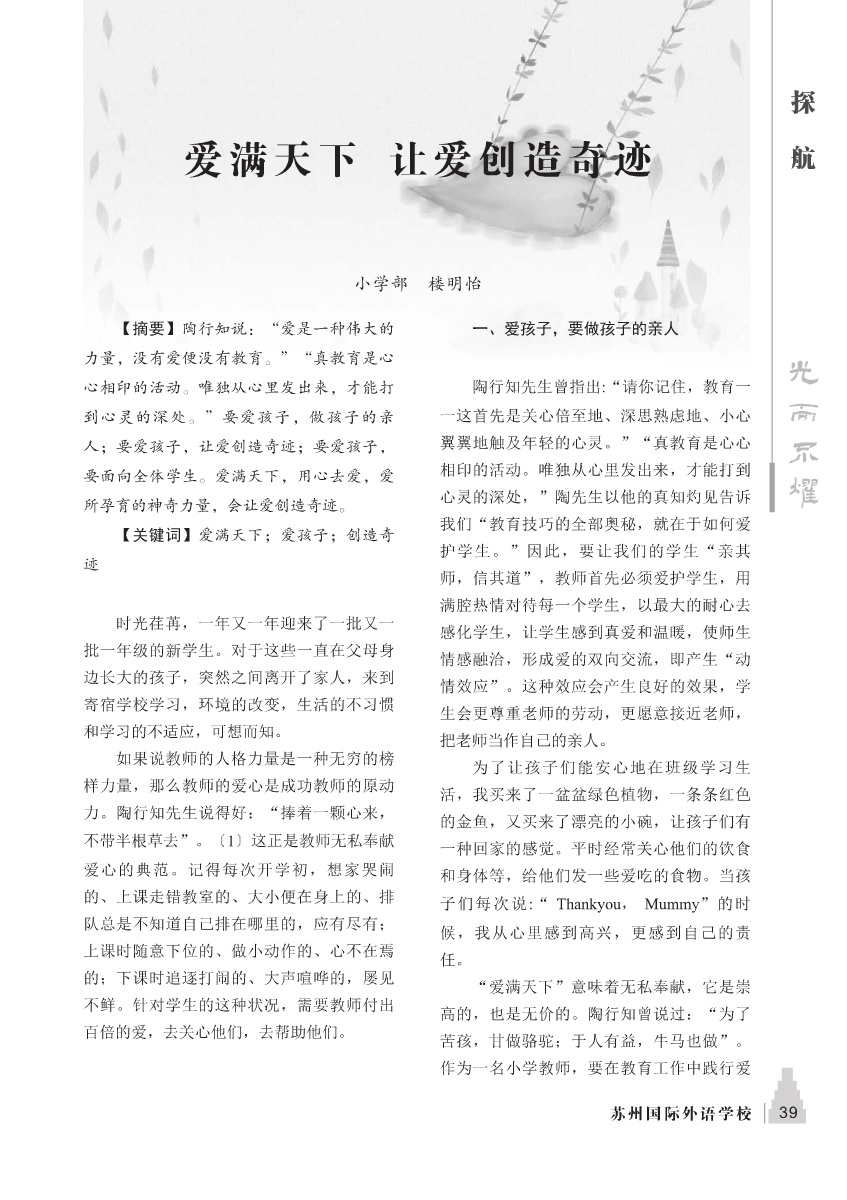 爱满天下 让爱创造奇迹
小学部 楼明怡
【摘要】陶行知说：“爱是一种伟大的
力量，没有爱便没有教育。”“真教育是心
心相印的活动。唯独从心里发出来，才能打
到心灵的深处。”要爱孩子，做孩子的亲
人；要爱孩子，让爱创造奇迹；要爱孩子，
要面向全体学生。爱满天下，用心去爱，爱
所孕育的神奇力量，会让爱创造奇迹。
【关键词】爱满天下；爱孩子；创造奇
迹
时光荏苒，一年又一年迎来了一批又一
批一年级的新学生。对于这些一直在父母身
边长大的孩子，突然之间离开了家人，来到
寄宿学校学习，环境的改变，生活的不习惯
和学习的不适应，可想而知。
如果说教师的人格力量是一种无穷的榜
样力量，那么教师的爱心是成功教师的原动
力。陶行知先生说得好：“捧着一颗心来，
不带半根草去”。〔1〕这正是教师无私奉献
爱心的典范。记得每次开学初，想家哭闹
的、上课走错教室的、大小便在身上的、排
队总是不知道自己排在哪里的，应有尽有；
上课时随意下位的、做小动作的、心不在焉
的；下课时追逐打闹的、大声喧哗的，屡见
不鲜。针对学生的这种状况，需要教师付出
百倍的爱，去关心他们，去帮助他们。
一、爱孩子，要做孩子的亲人
陶行知先生曾指出:“请你记住，教育一
一这首先是关心倍至地、深思熟虑地、小心
翼翼地触及年轻的心灵。”“真教育是心心
相印的活动。唯独从心里发出来，才能打到
心灵的深处，”陶先生以他的真知灼见告诉
我们“教育技巧的全部奥秘，就在于如何爱
护学生。”因此，要让我们的学生“亲其
师，信其道”，教师首先必须爱护学生，用
满腔热情对待每一个学生，以最大的耐心去
感化学生，让学生感到真爱和温暖，使师生
情感融洽，形成爱的双向交流，即产生“动
情效应”。这种效应会产生良好的效果，学
生会更尊重老师的劳动，更愿意接近老师，
把老师当作自己的亲人。
为了让孩子们能安心地在班级学习生
活，我买来了一盆盆绿色植物，一条条红色
的金鱼，又买来了漂亮的小碗，让孩子们有
一种回家的感觉。平时经常关心他们的饮食
和身体等，给他们发一些爱吃的食物。当孩
子们每次说:“ Thankyou， Mummy”的时
候，我从心里感到高兴，更感到自己的责
任。
“爱满天下”意味着无私奉献，它是崇
高的，也是无价的。陶行知曾说过：“为了
苦孩，甘做骆驼；于人有益，牛马也做”。
作为一名小学教师，要在教育工作中践行爱
探航
光而不耀
苏州国际外语学校 39